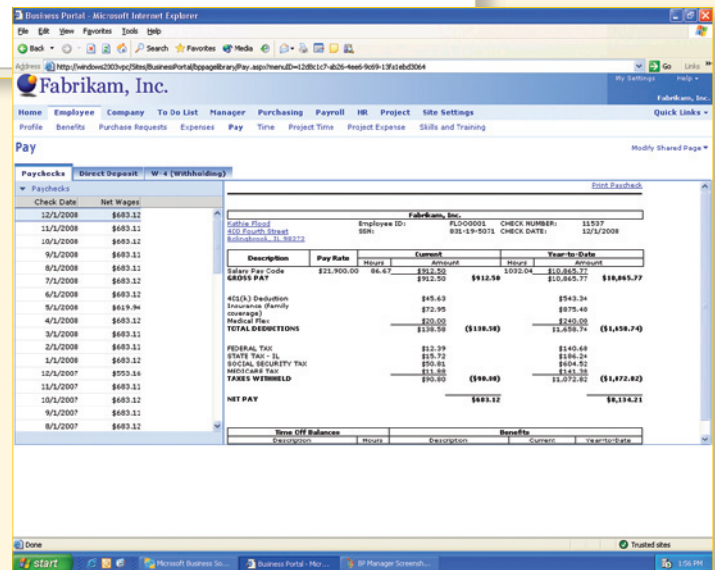 Business Portal - Microsoft Internet Explorer
File Edit View Favorites Tools Help
Back Search Favorites Media
Address http://windows2003vpc/Sites/BusinessPortal/bppagelibrary/Pay.aspx?menuID=12d8c1c7-ab26-4ee6-9c69-13fa1ebd3064 Go Links »
Fabrikam, Inc.
My Settings Help
Fabrikam, Inc.
Home Employee Company To Do List Manager Purchasing Payroll HR Project Site Settings Quick Links
Profile Benefits Purchase Requests Expenses Pay Time Project Time Project Expense Skills and Training
Pay Modify Shared Page
Paychecks Direct Deposit W-4 (Withholding)
Paychecks
Print Paycheck
Check Date Net Wages
12/1/2008 $683.12
11/1/2008 $683.11
10/1/2008 $683.12
9/1/2008 $683.11
8/1/2008 $683.11
7/1/2008 $683.12
6/1/2008 $683.12
5/1/2008 $619.94
4/1/2008 $683.12
3/1/2008 $683.11
2/1/2008 $683.11
1/1/2008 $683.12
12/1/2007 $553.16
11/1/2007 $683.11
10/1/2007 $683.12
9/1/2007 $683.11
8/1/2007 $683.11
Fabrikam, Inc.
Kathie Flood Employee ID: FLOO0001 CHECK NUMBER: 11537
400 Fourth Street SSN: 831-19-5071 CHECK DATE: 12/1/2008
Bolingbrook, IL 98272
Description Pay Rate Current Year-to-Date
Hours Amount Hours Amount
Salary Pay Code $21,900.00 86.67 $912.50 1032.04 $10,865.77
GROSS PAY $912.50 $912.50 $10,865.77 $10,865.77
401(k) Deduction $45.63 $543.34
Insurance (family
coverage) $72.95 $875.40
Medical Flex $20.00 $240.00
TOTAL DEDUCTIONS $138.58 ($138.58) $1,658.74 ($1,658.74)
FEDERAL TAX $12.39 $140.68
STATE TAX - IL $15.72 $186.24
SOCIAL SECURITY TAX $50.81 $604.52
MEDICARE TAX $11.88 $141.38
TAXES WITHHELD $90.80 ($90.80) $1,072.82 ($1,072.82)
NET PAY $683.12 $8,134.21
Time Off Balances Benefits
Description Hours Description Current Year-to-Date
Done Trusted sites
start Microsoft Business So... Business Portal - Micr... BP Manager Screensh... 1:56 PM